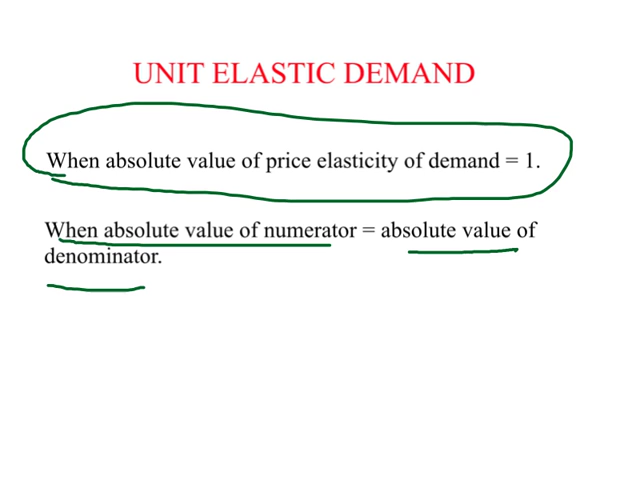 UNIT ELASTIC DEMAND
When absolute value of price elasticity of demand = 1.
When absolute value of numerator = absolute value of
denominator.